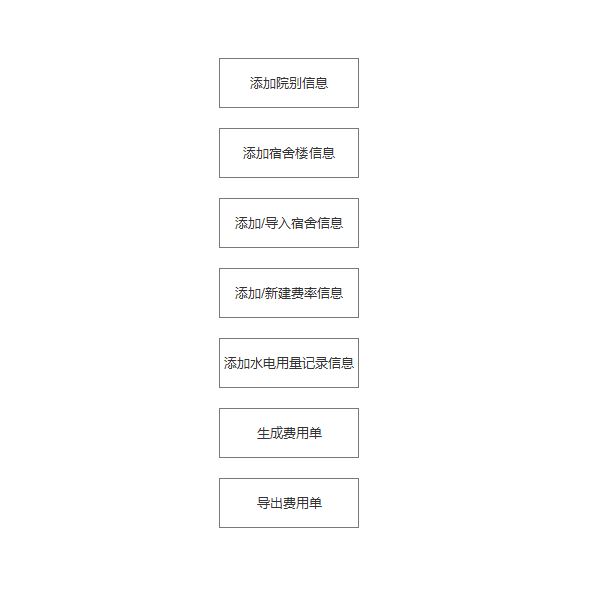 添加院别信息
添加宿舍楼信息
添加/导入宿舍信息
添加/新建费率信息
添加水电用量记录信息
生成费用单
导出费用单